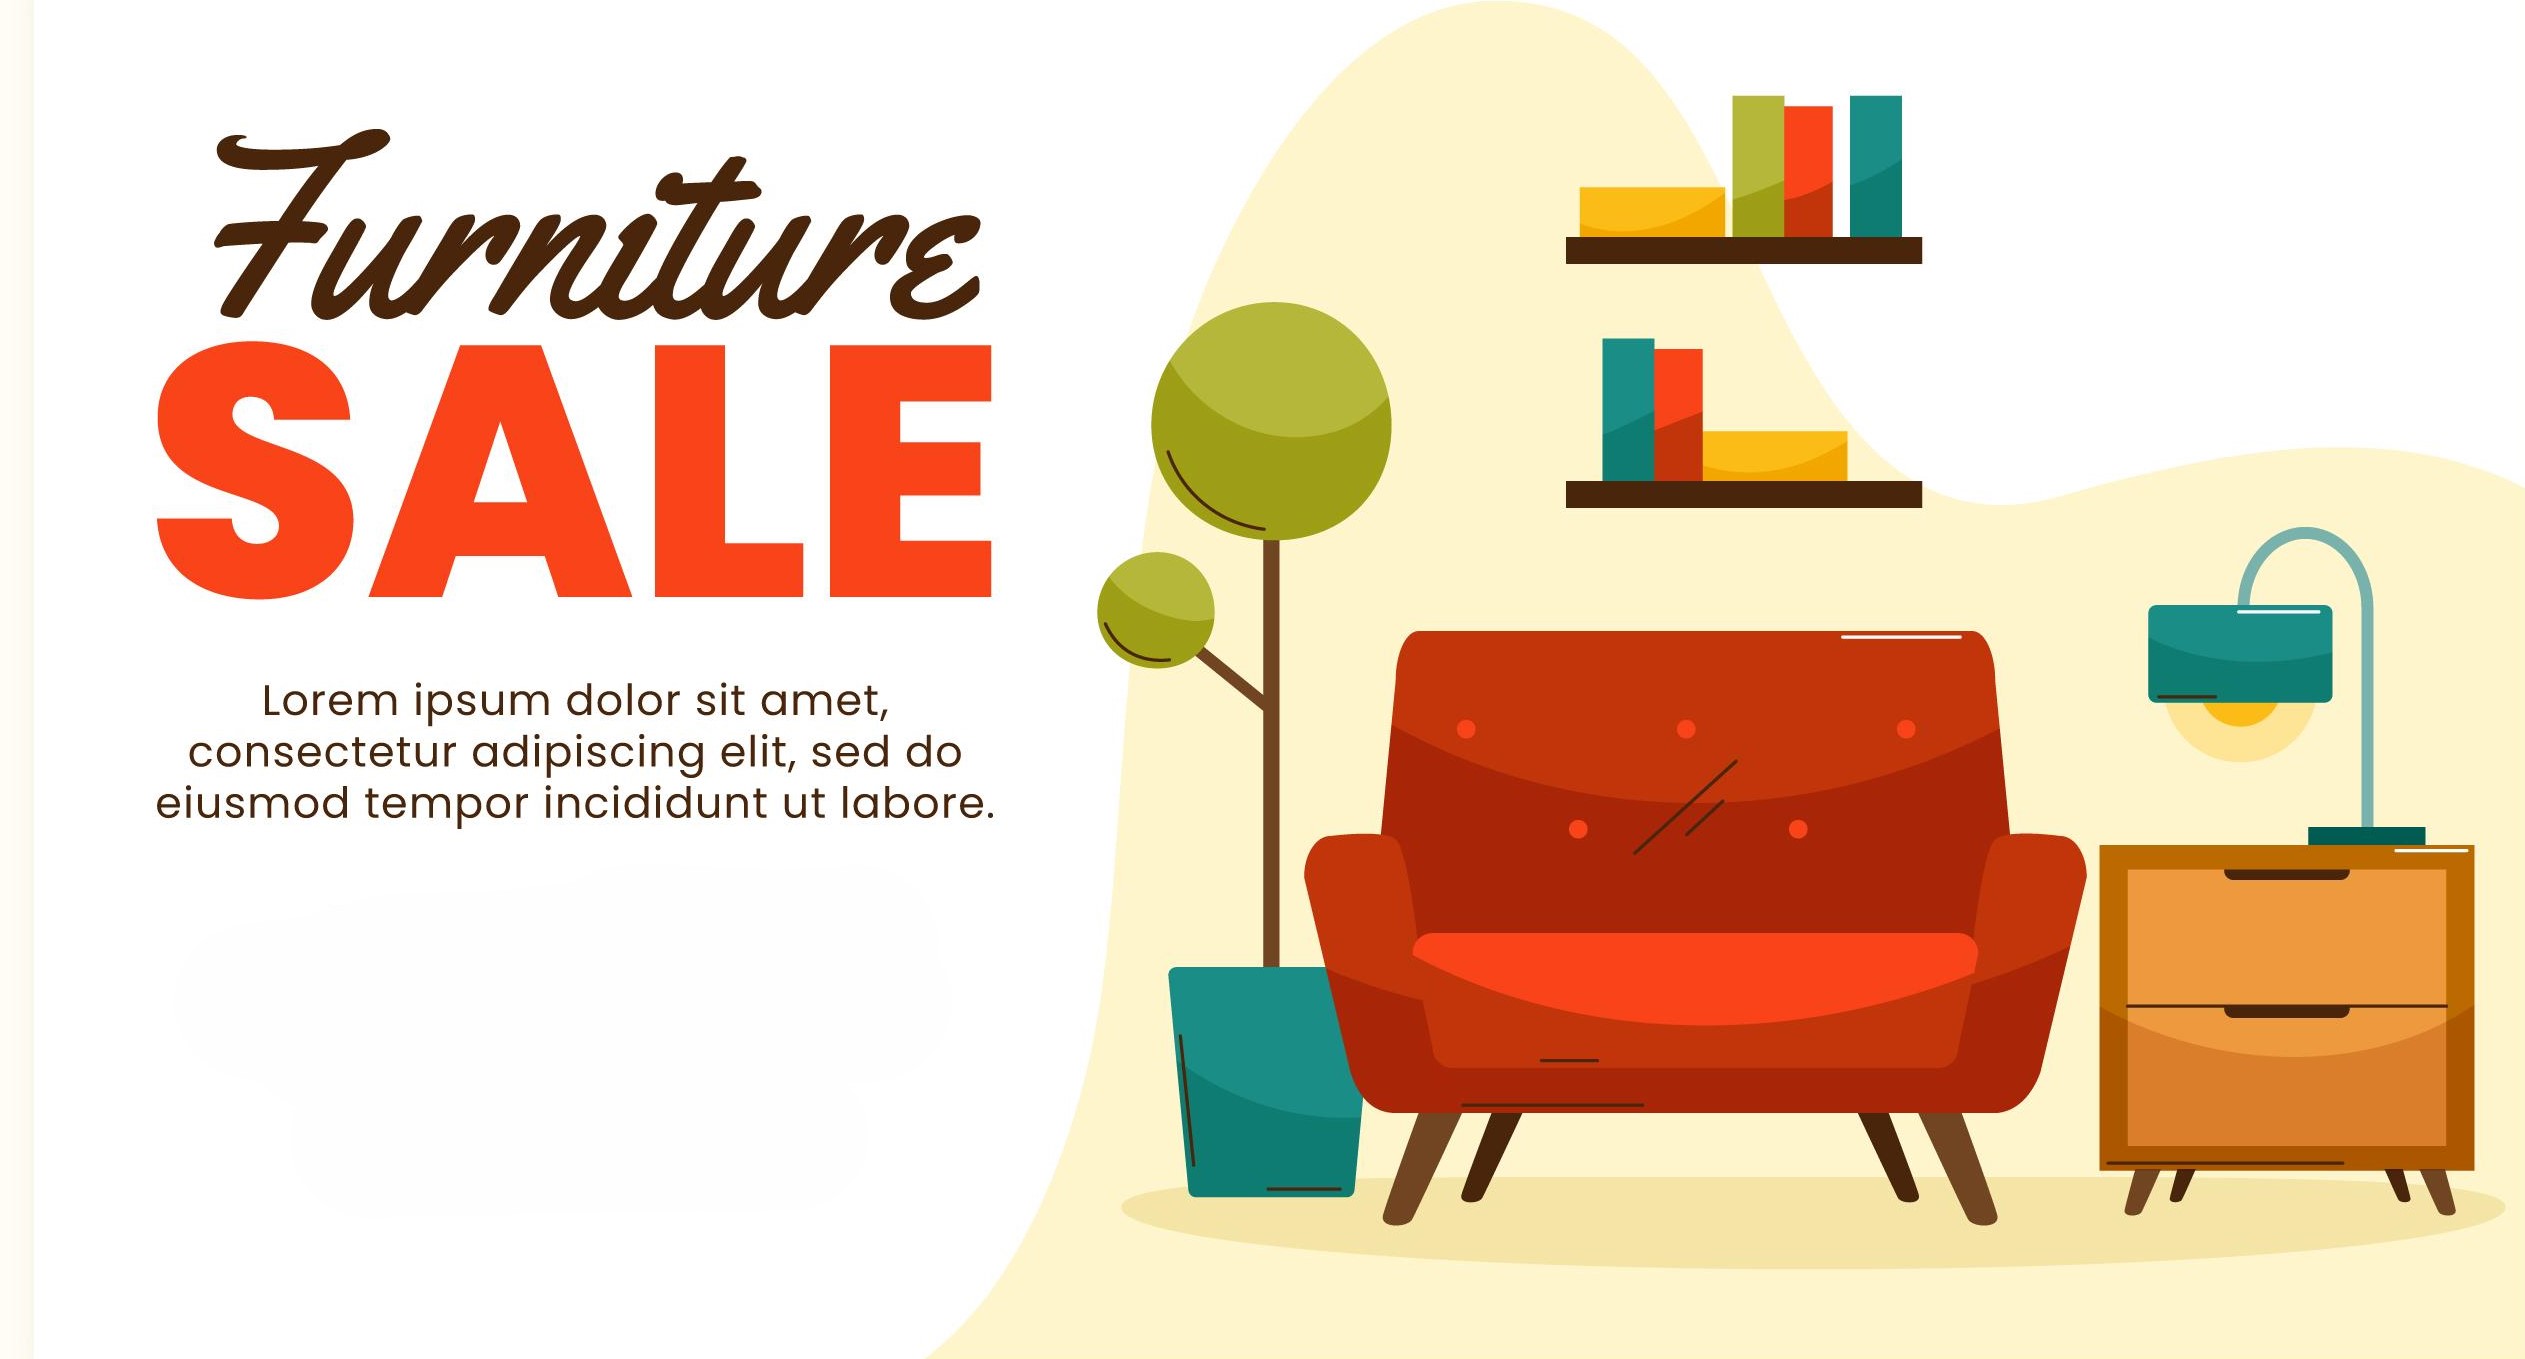 Furniture
SALE
Lorem ipsum dolor sit amet,
consectetur adipiscing elit, sed do
eiusmod tempor incididunt ut labore.